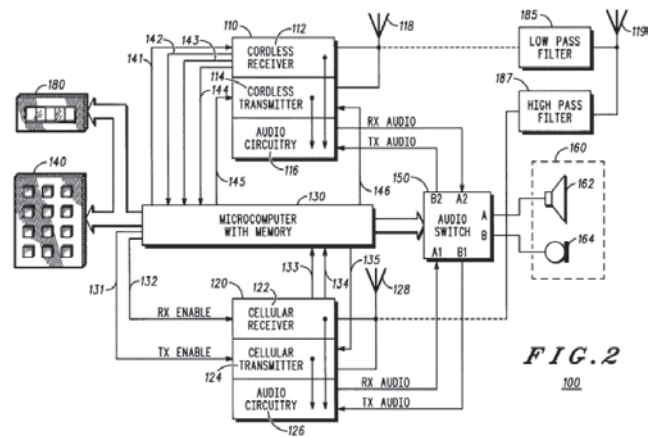 110
112
142
143
141
CORDLESS
RECEIVER
118
185
LOW PASS
FILTER
119
187
HIGH PASS
FILTER
180
114
144
CORDLESS
TRANSMITTER
AUDIO
CIRCUITRY
116
RX AUDIO
TX AUDIO
160
162
164
140
145
146
150
B2 A2
AUDIO
SWITCH
A
B
A1 B1
130
MICROCOMPUTER
WITH MEMORY
131
132
133
134
135
120
122
128
RX ENABLE
CELLULAR
RECEIVER
TX ENABLE
CELLULAR
TRANSMITTER
124
AUDIO
CIRCUITRY
126
RX AUDIO
TX AUDIO
FIG.2
100